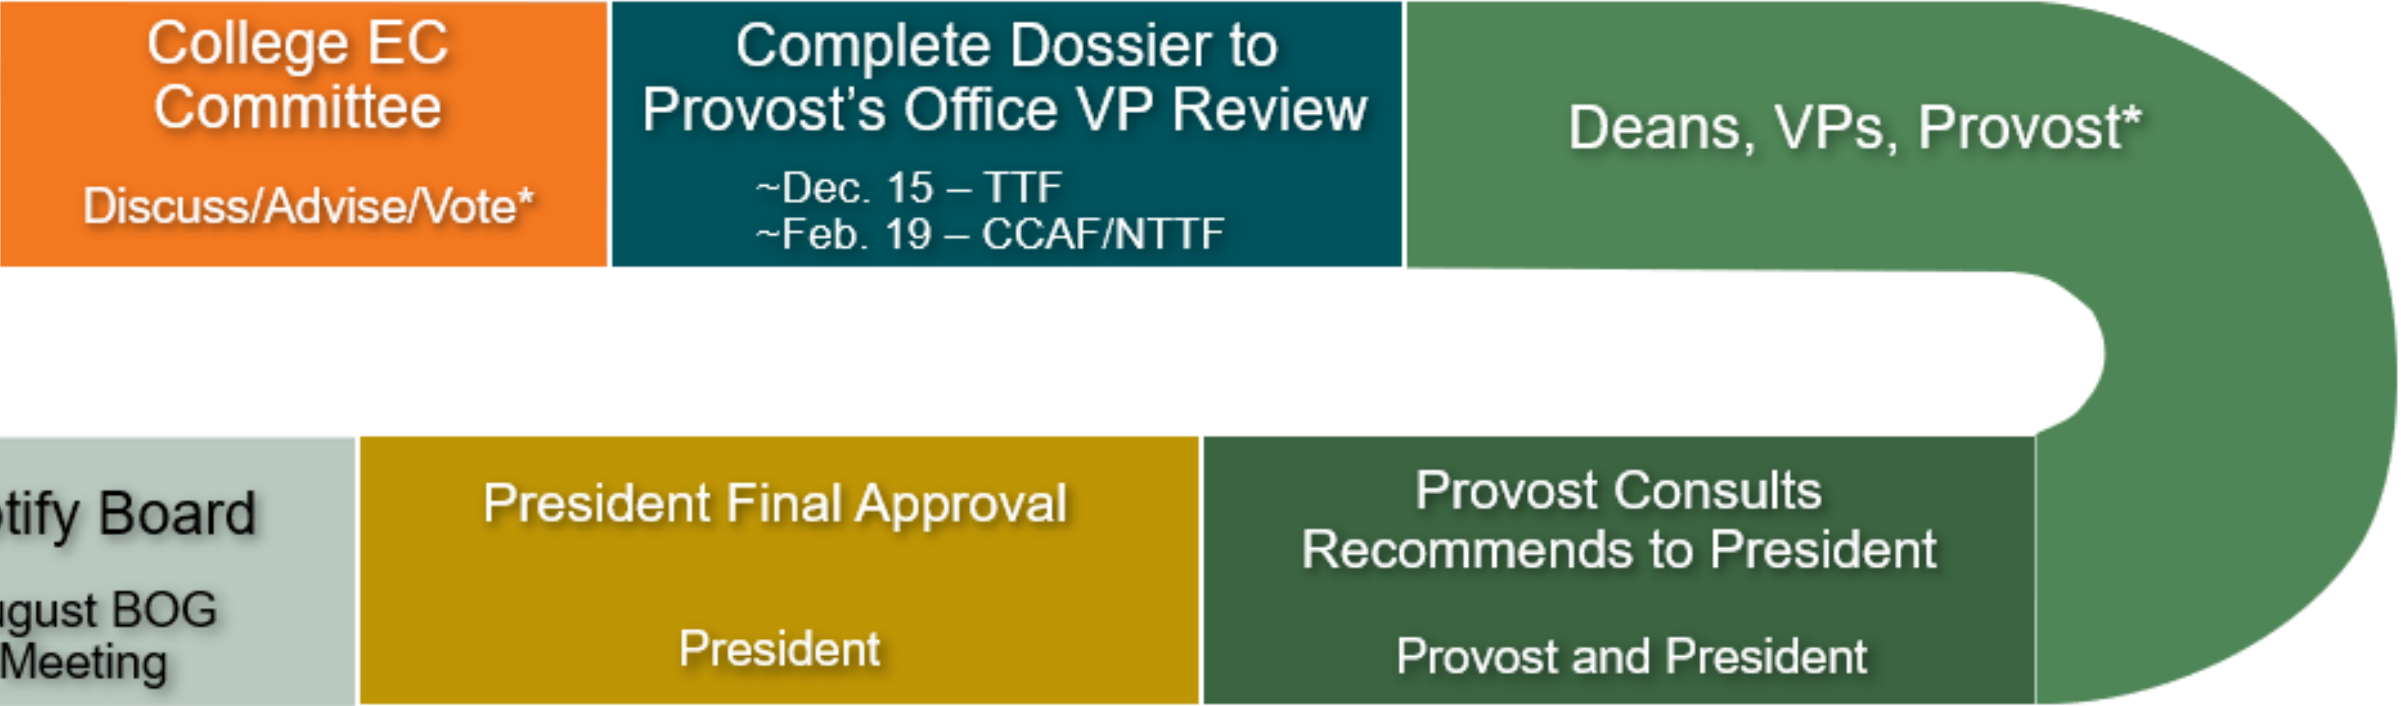 College EC
Committee
Discuss/Advise/Vote*
Complete Dossier to
Provost’s Office VP Review
~Dec. 15 – TTF
~Feb. 19 – CCAF/NTTF
Deans, VPs, Provost*
Provost Consults
Recommends to President
Provost and President
President Final Approval
President
Board
BOG
Meeting